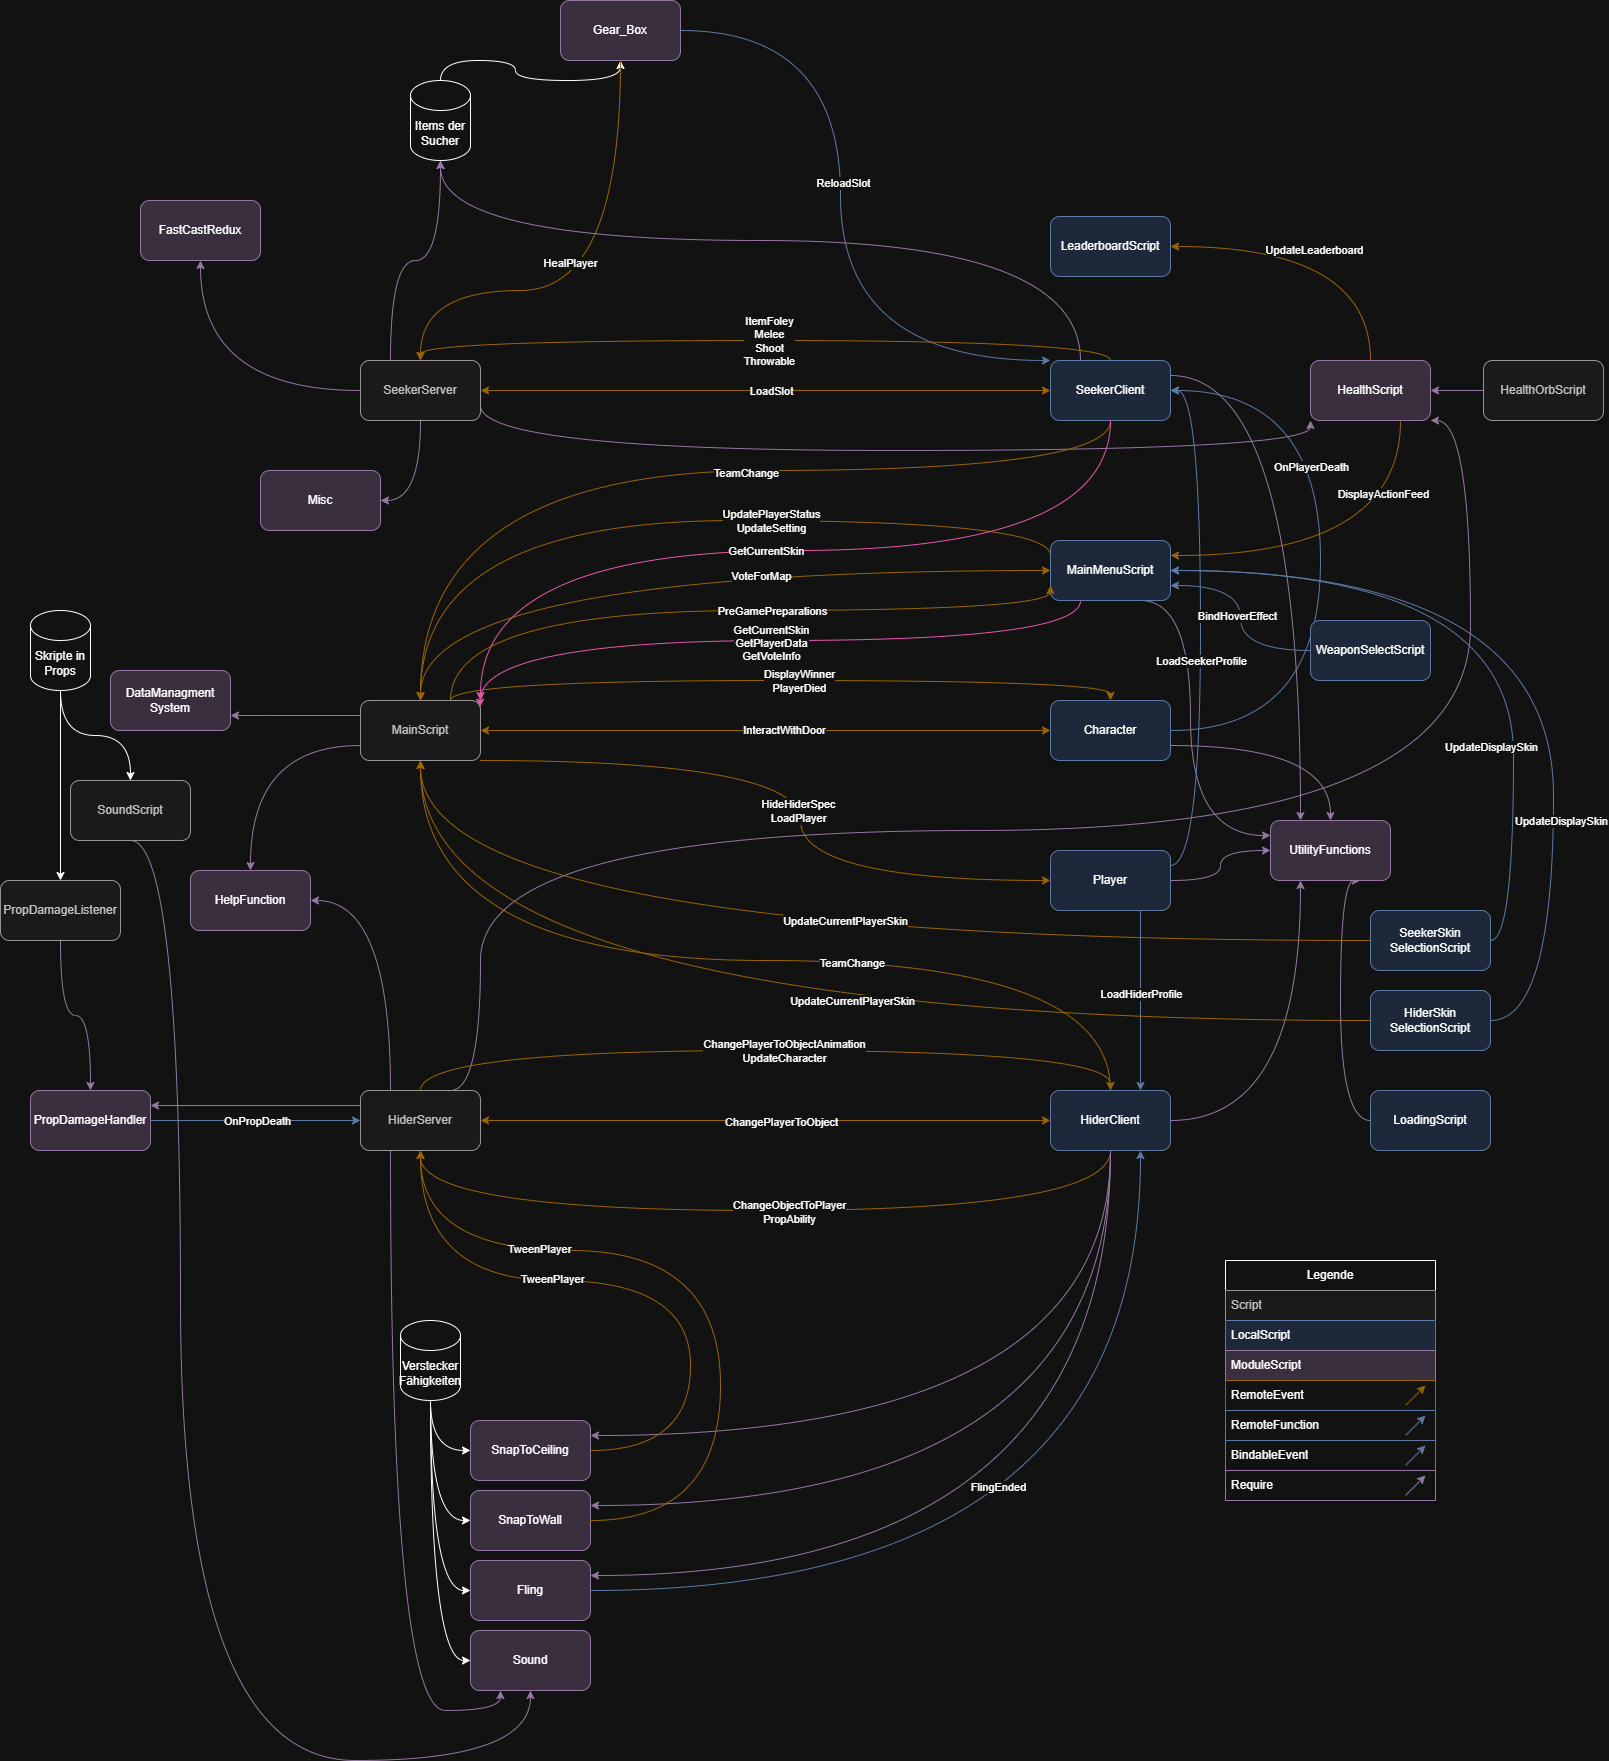 Gear_Box
Items der
Sucher
ReloadSlot
FastCastRedux
LeaderboardScript
UpdateLeaderboard
HealPlayer
ItemFoley
Melee
Shoot
Throwable
SeekerServer
LoadSlot
SeekerClient
HealthScript
HealthOrbScript
TeamChange
OnPlayerDeath
DisplayActionFeed
Misc
UpdatePlayerStatus
UpdateSetting
GetCurrentSkin
VoteForMap
MainMenuScript
PreGamePreparations
BindHoverEffect
GetCurrentSkin
GetPlayerData
GetVoteInfo
WeaponSelectScript
LoadSeekerProfile
Skripte in
Props
DataManagment
System
DisplayWinner
PlayerDied
MainScript
InteractWithDoor
Character
UpdateDisplaySkin
SoundScript
HideHiderSpec
LoadPlayer
UpdateDisplaySkin
UtilityFunctions
Player
HelpFunction
PropDamageListener
UpdateCurrentPlayerSkin
SeekerSkin
SelectionScript
TeamChange
LoadHiderProfile
UpdateCurrentPlayerSkin
HiderSkin
SelectionScript
ChangePlayerToObjectAnimation
UpdateCharacter
PropDamageHandler
OnPropDeath
HiderServer
ChangePlayerToObject
HiderClient
LoadingScript
ChangeObjectToPlayer
PropAbility
TweenPlayer
TweenPlayer
Legende
Script
LocalScript
ModuleScript
RemoteEvent
RemoteFunction
BindableEvent
Require
Verstecker
Fähigkeiten
SnapToCeiling
FlingEnded
SnapToWall
Fling
Sound